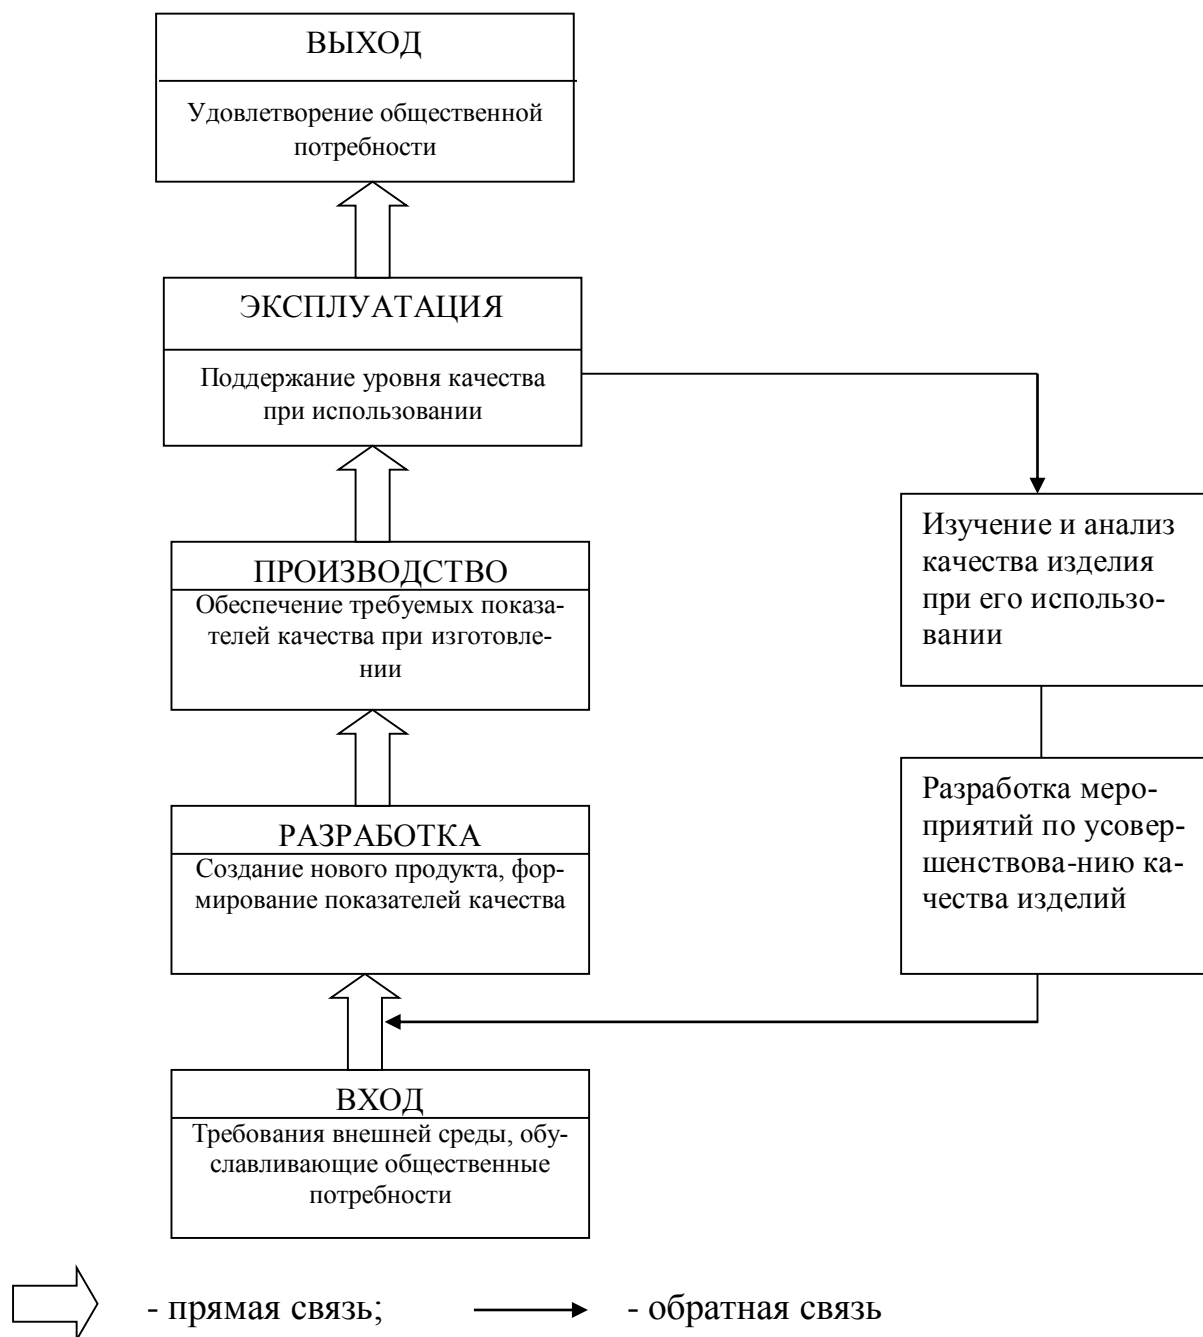 ВЫХОД
Удовлетворение общественной
потребности
ЭКСПЛУАТАЦИЯ
Поддержание уровня качества
при использовании
ПРОИЗВОДСТВО
Обеспечение требуемых показа-
телей качества при изготовле-
нии
РАЗРАБОТКА
Создание нового продукта, фор-
мирование показателей качества
ВХОД
Требования внешней среды, обу-
славливающие общественные
потребности
Изучение и анализ
качества изделия
при его использо-
вании
Разработка меро-
приятий по усовер-
шенствова-нию ка-
чества изделий
- прямая связь;
- обратная связь